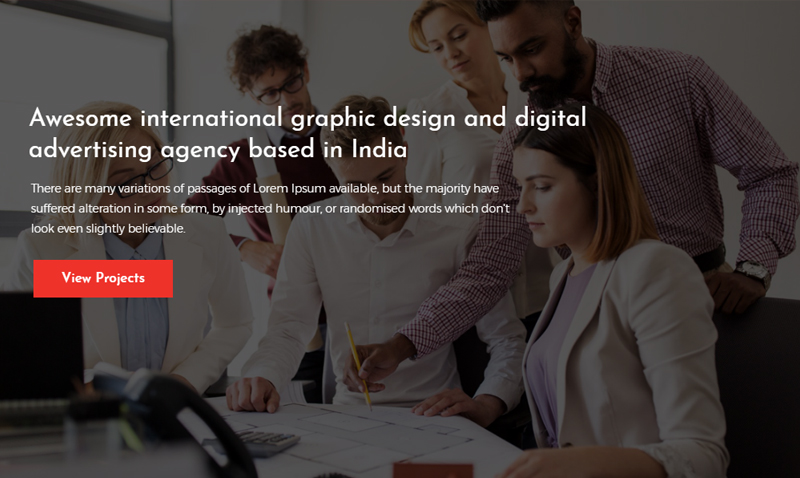 Awesome international graphic design and digital
advertising agency based in India
There are many variations of passages of Lorem Ipsum available, but the majority have
suffered alteration in some form, by injected humour, or randomised words which don't
look even slightly believable.
View Projects